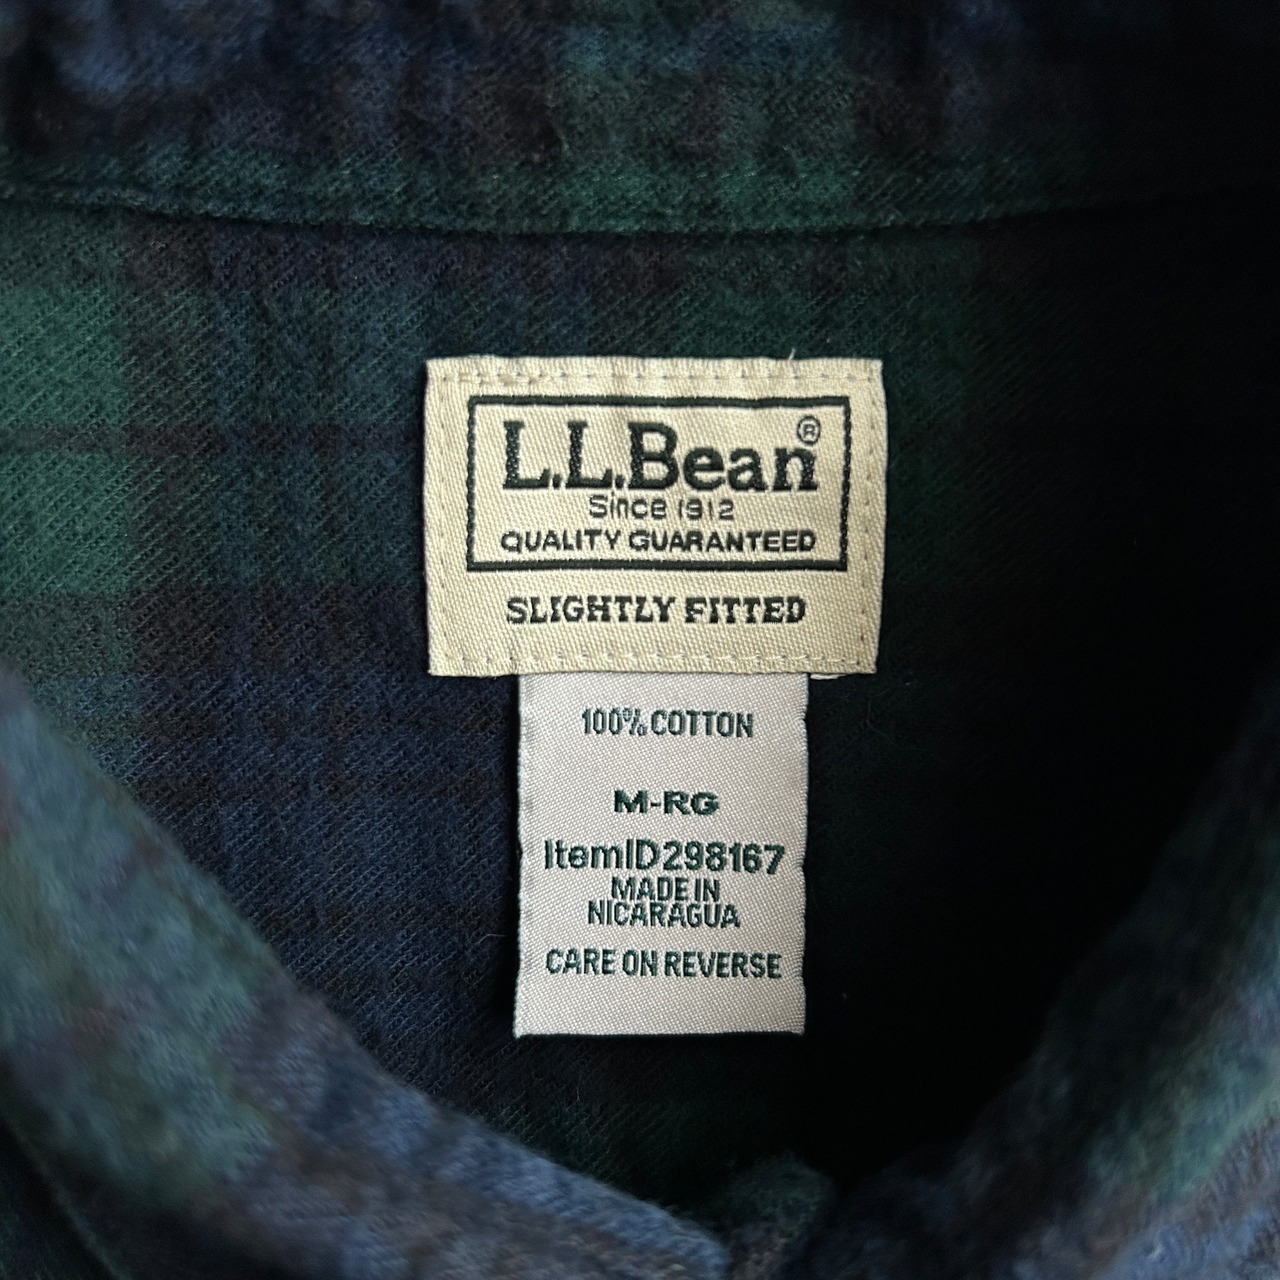 L.L.Bean®
Since 1912
QUALITY GUARANTEED
SLIGHTLY FITTED
100% COTTON
M-RG
ItemID298167
MADE IN
NICARAGUA
CARE ON REVERSE